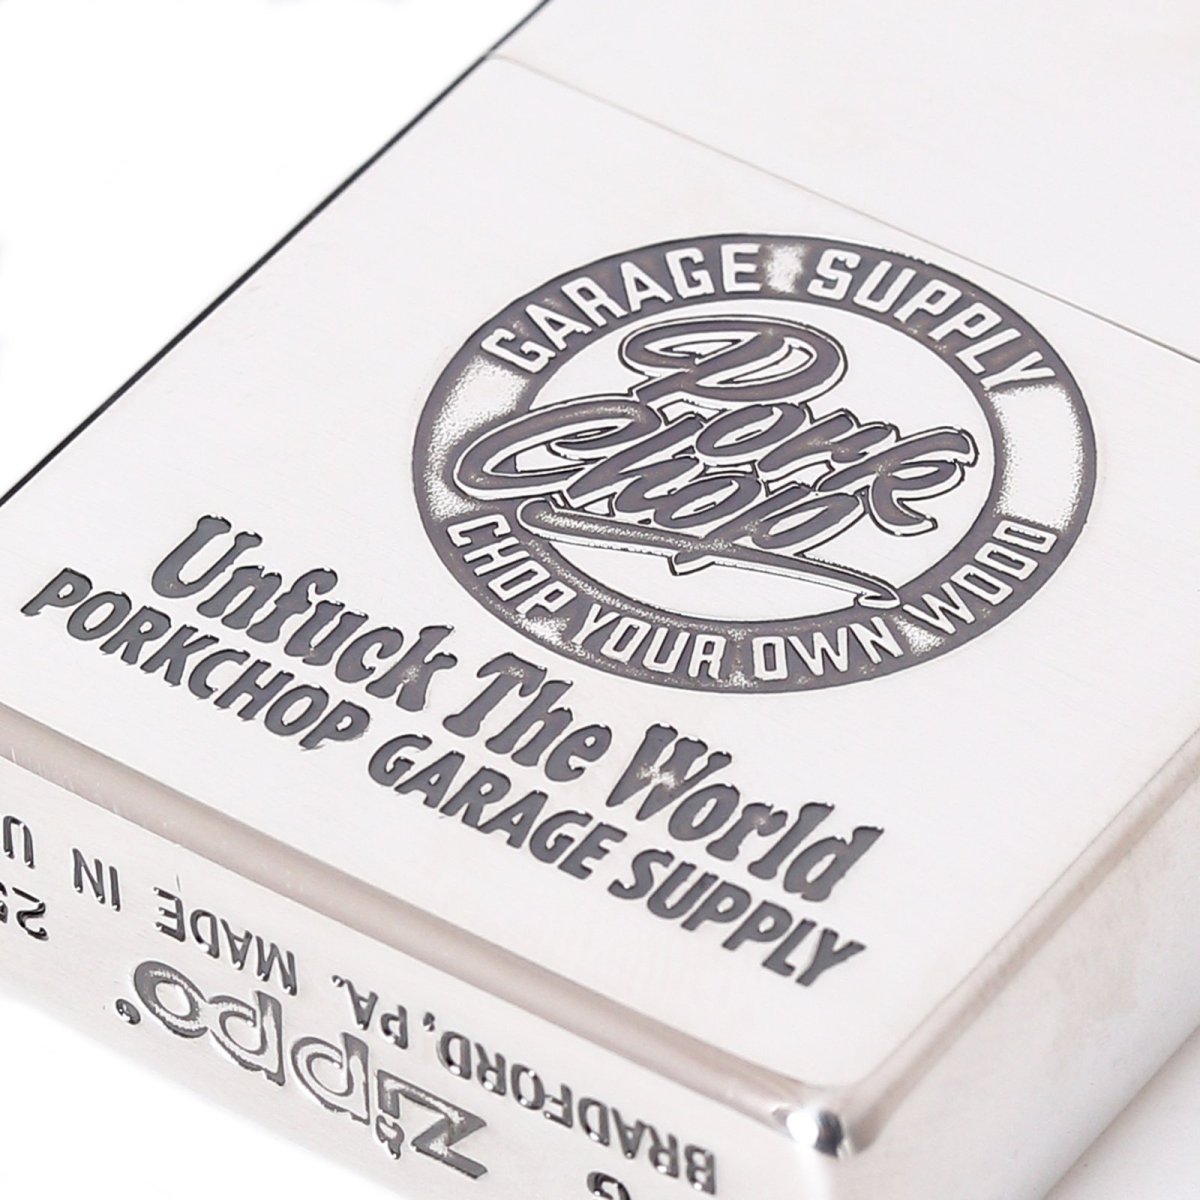 GARAGE SUPPLY
Pork
Chop
CHOP YOUR OWN WOOD
Unfuck The World
PORKCHOP GARAGE SUPPLY
BRADFORD, PA. MADE IN U
Zippo®
G
25